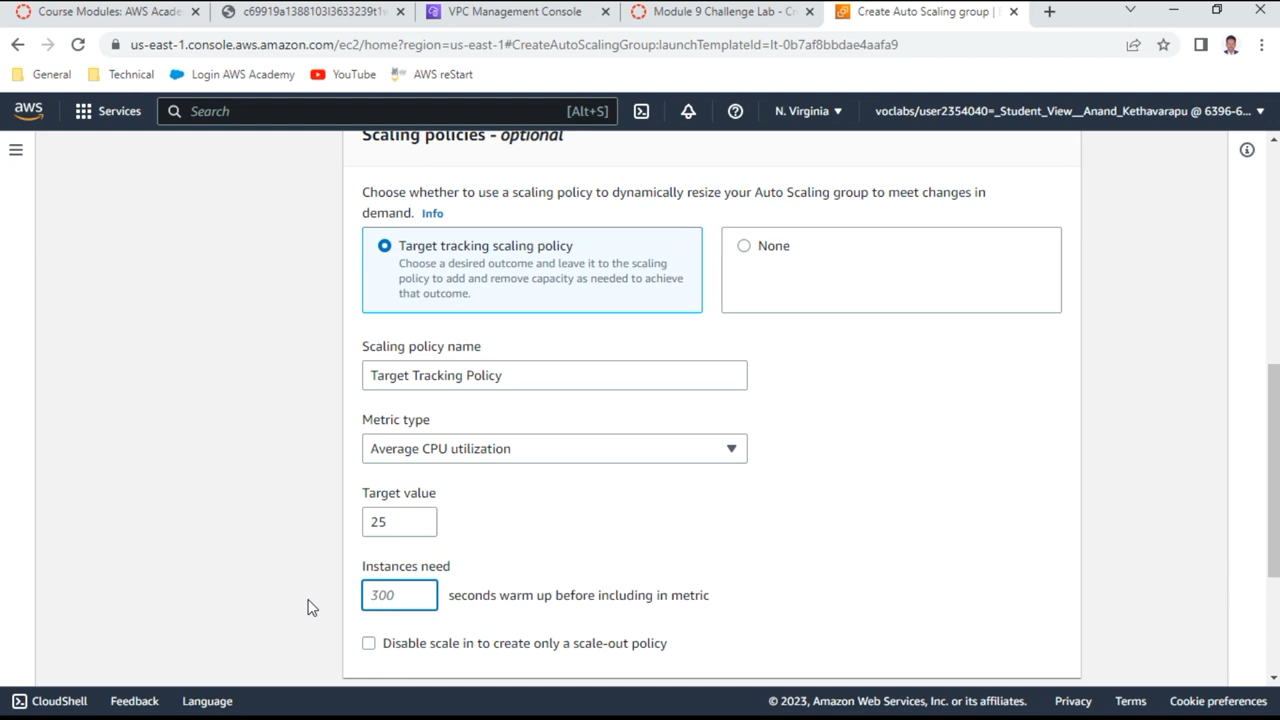 Course Modules: AWS Acade
c69919a1388103l3633239t1w
VPC Management Console
Module 9 Challenge Lab - Cr
Create Auto Scaling group | E
us-east-1.console.aws.amazon.com/ec2/home?region=us-east-1#CreateAutoScalingGroup:launchTemplateId=lt-0b7af8bbdae4aafa9
General
Technical
Login AWS Academy
YouTube
AWS reStart
aws
Services
Search
[Alt+S]
N. Virginia
voclabs/user2354040=_Student_View__Anand_Kethavarapu @ 6396-6...
Scaling policies - optional
Choose whether to use a scaling policy to dynamically resize your Auto Scaling group to meet changes in
demand. Info
Target tracking scaling policy
Choose a desired outcome and leave it to the scaling
policy to add and remove capacity as needed to achieve
that outcome.
None
Scaling policy name
Target Tracking Policy
Metric type
Average CPU utilization
Target value
25
Instances need
300 seconds warm up before including in metric
Disable scale in to create only a scale-out policy
CloudShell
Feedback
Language
© 2023, Amazon Web Services, Inc. or its affiliates.
Privacy
Terms
Cookie preferences